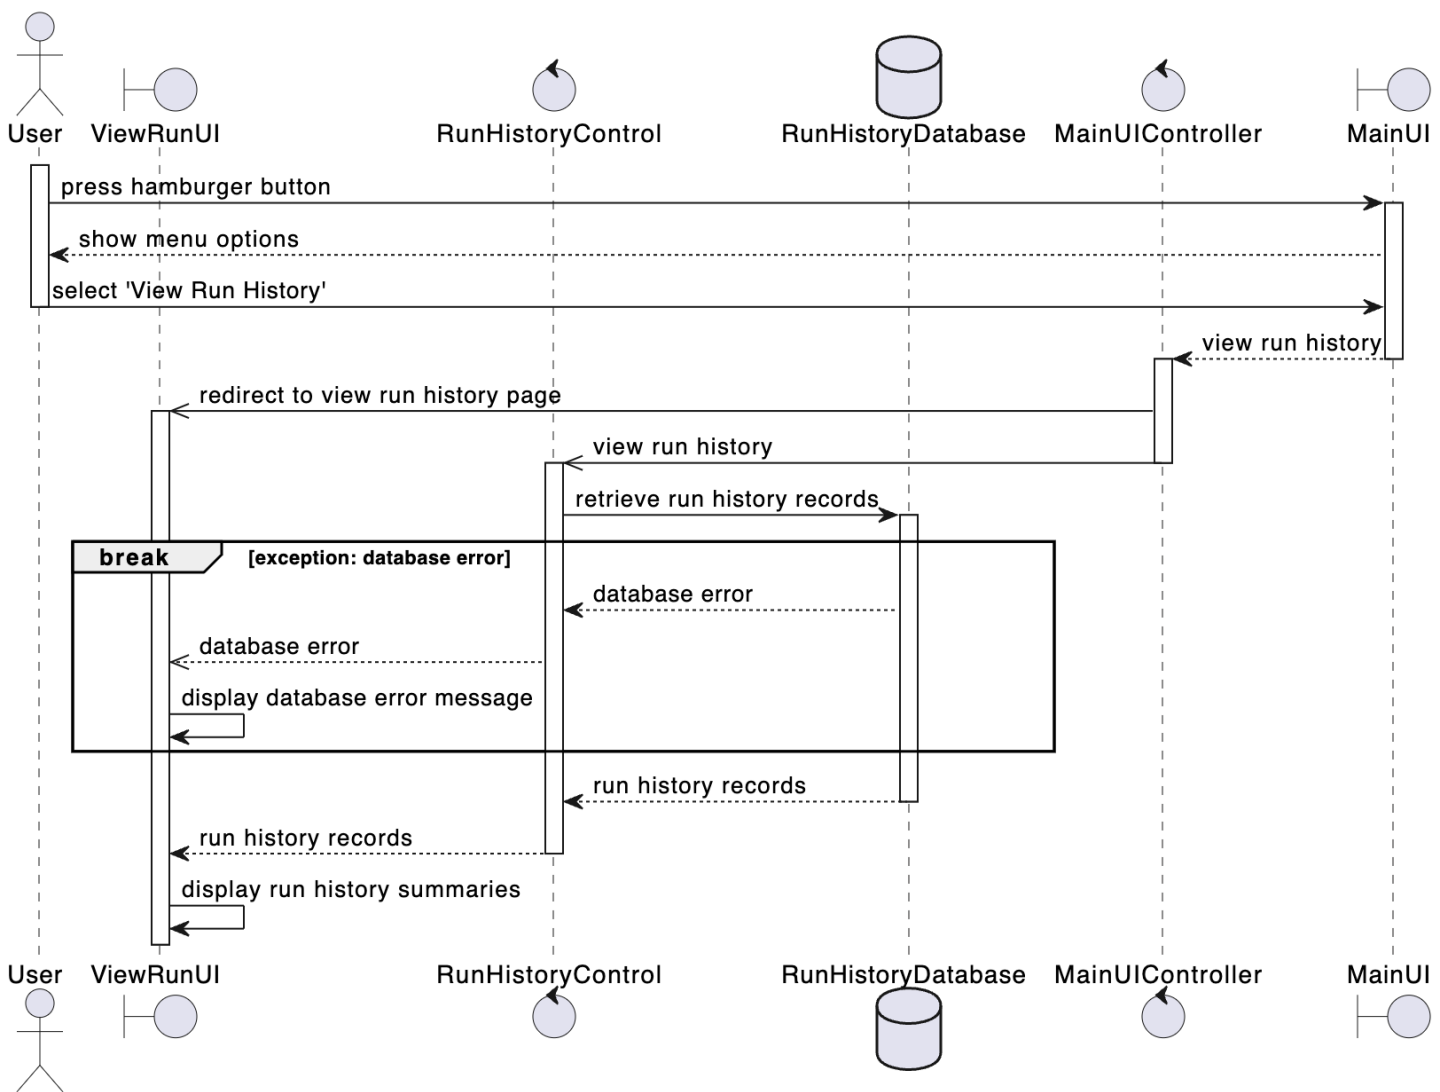 User ViewRunUI RunHistoryControl RunHistoryDatabase MainUIController MainUI
press hamburger button
show menu options
select 'View Run History'
view run history
redirect to view run history page
view run history
retrieve run history records
break [exception: database error]
database error
database error
display database error message
run history records
run history records
display run history summaries
User ViewRunUI RunHistoryControl RunHistoryDatabase MainUIController MainUI